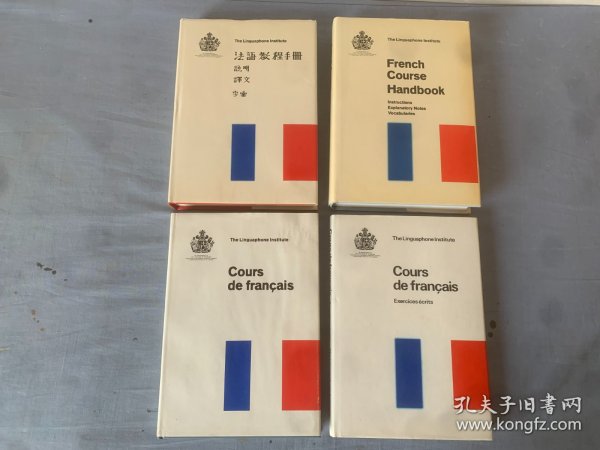 The Linguaphone Institute
法語教程手冊
說明
譯文
字彙
The Linguaphone Institute
French
Course
Handbook
Instructions
Explanatory Notes
Vocabularies
The Linguaphone Institute
Cours
de français
The Linguaphone Institute
Cours
de français
Exercices écrits
孔夫子旧书网
www.kongfz.com